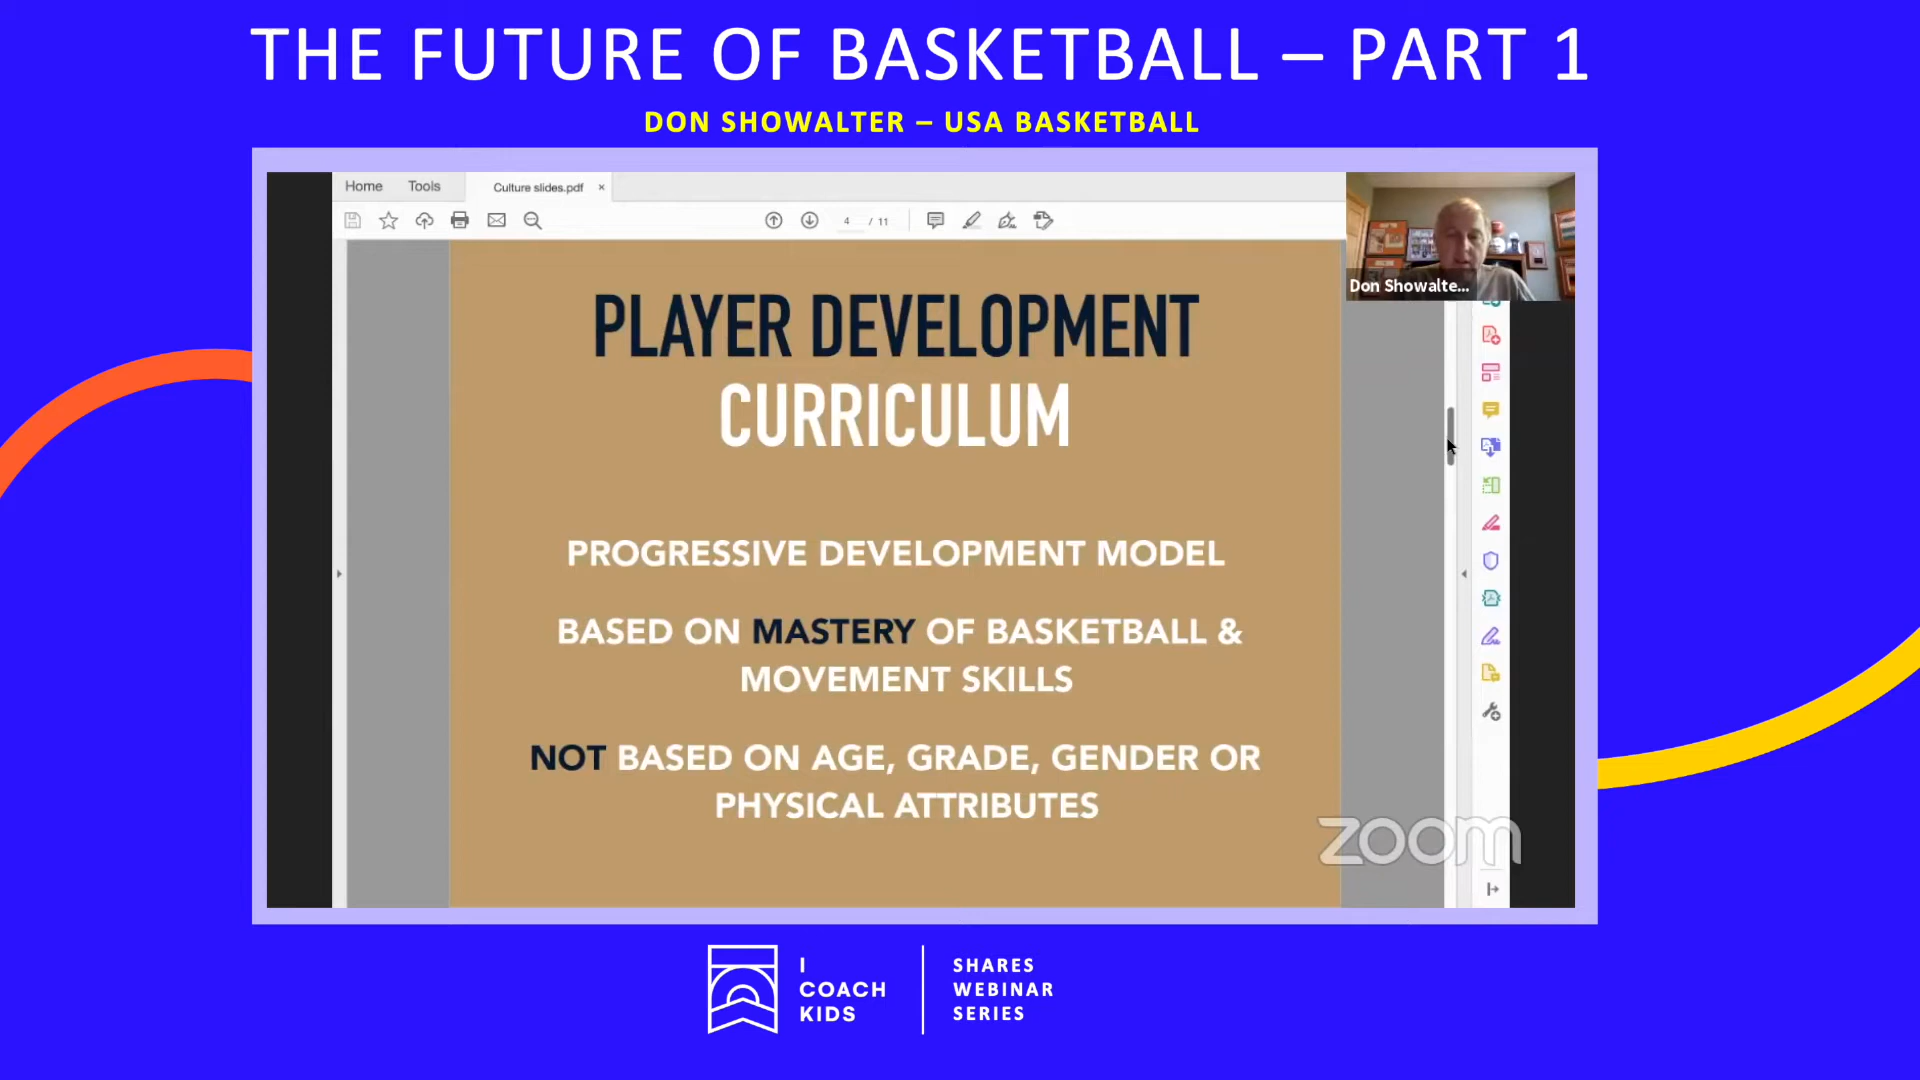 THE FUTURE OF BASKETBALL – PART 1
DON SHOWALTER – USA BASKETBALL
Home Tools Culture slides.pdf ×
4 / 11
Don Showalte...
PLAYER DEVELOPMENT
CURRICULUM
PROGRESSIVE DEVELOPMENT MODEL
BASED ON MASTERY OF BASKETBALL &
MOVEMENT SKILLS
NOT BASED ON AGE, GRADE, GENDER OR
PHYSICAL ATTRIBUTES
zoom
I
COACH
KIDS
SHARES
WEBINAR
SERIES